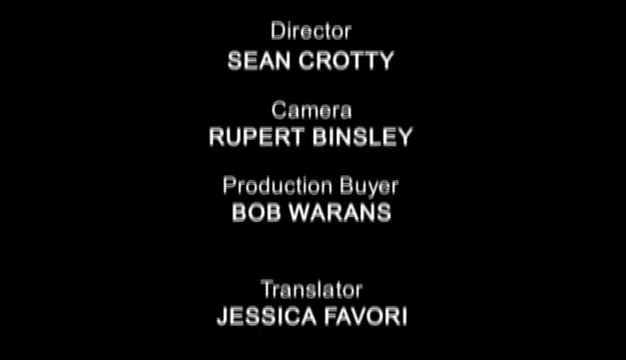 Director
SEAN CROTTY
Camera
RUPERT BINSLEY
Production Buyer
BOB WARANS
Translator
JESSICA FAVORI